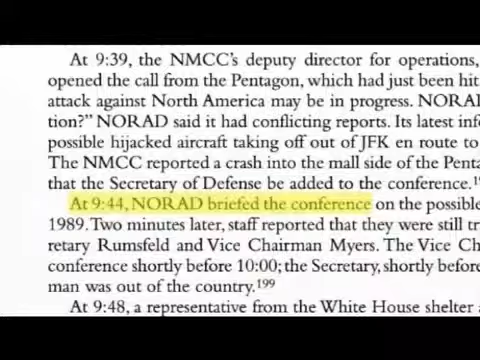 At 9:39, the NMCC's deputy director for operations,
opened the call from the Pentagon, which had just been hit
attack against North America may be in progress. NORA
tion?" NORAD said it had conflicting reports. Its latest inf
possible hijacked aircraft taking off out of JFK en route to
The NMCC reported a crash into the mall side of the Penta
that the Secretary of Defense be added to the conference.
At 9:44, NORAD briefed the conference on the possible
1989. Two minutes later, staff reported that they were still tr
retary Rumsfeld and Vice Chairman Myers. The Vice Ch
conference shortly before 10:00; the Secretary, shortly before
man was out of the country.199
At 9:48, a representative from the White House shelter